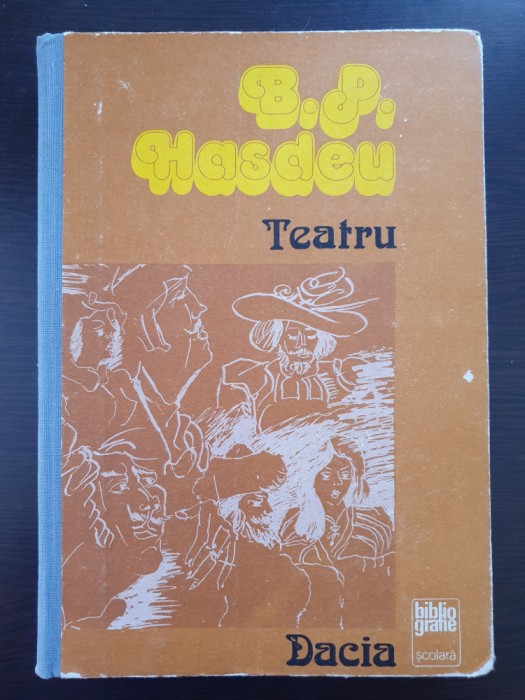 B.P.
Hasdeu
Teatru
Dacia
biblio
grafie
școlară